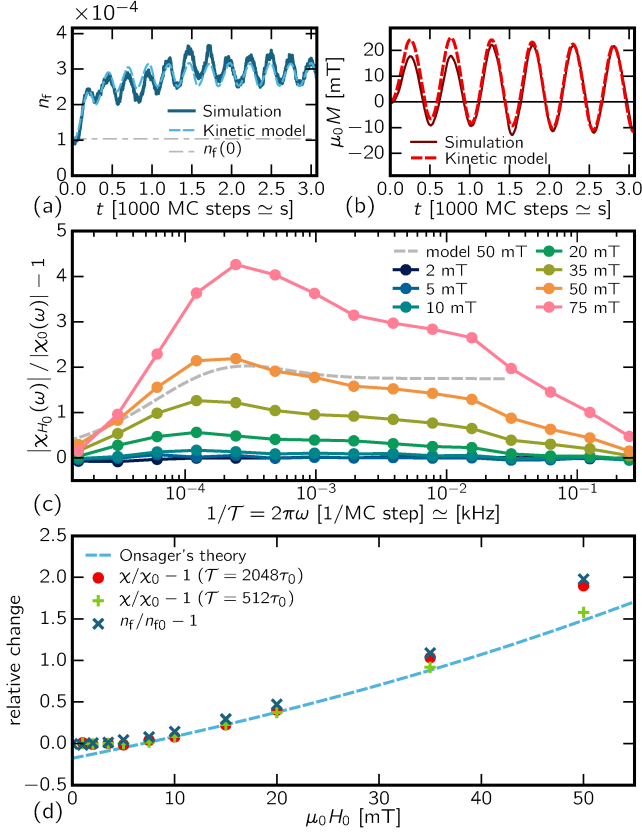 ×10⁻⁴
n_f
4
3
2
1
0
Simulation
Kinetic model
n_f(0)
0.0 0.5 1.0 1.5 2.0 2.5 3.0
t [1000 MC steps ≃ s]
(a)
μ₀M [mT]
20
10
0
−10
−20
Simulation
Kinetic model
0.0 0.5 1.0 1.5 2.0 2.5 3.0
t [1000 MC steps ≃ s]
(b)
|χ_{H₀}(ω)| / |χ₀(ω)| − 1
5
4
3
2
1
0
model 50 mT
2 mT
5 mT
10 mT
20 mT
35 mT
50 mT
75 mT
10⁻⁴ 10⁻³ 10⁻² 10⁻¹
1/𝒯 = 2πω [1/MC step] ≃ [kHz]
(c)
relative change
2.5
2.0
1.5
1.0
0.5
0.0
−0.5
Onsager's theory
χ/χ₀ − 1 (𝒯 = 2048τ₀)
χ/χ₀ − 1 (𝒯 = 512τ₀)
n_f/n_{f0} − 1
0 10 20 30 40 50
μ₀H₀ [mT]
(d)